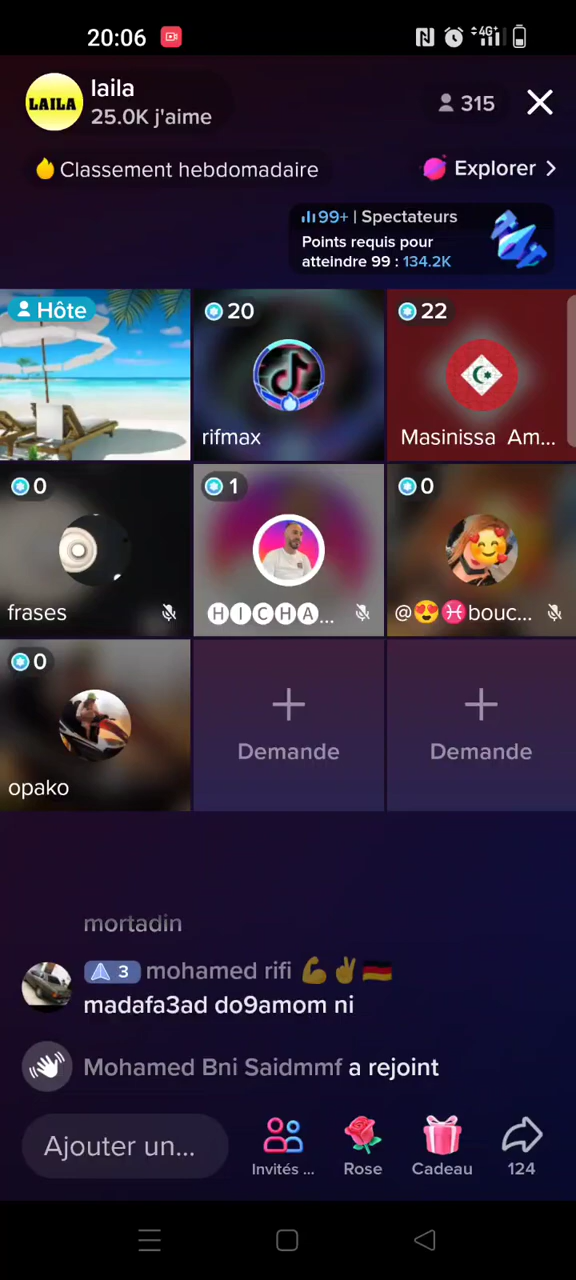 20:06
4G+
LAILA
laila
25.0K j'aime
315
Classement hebdomadaire
Explorer
99+ | Spectateurs
Points requis pour
atteindre 99 : 134.2K
Hôte
20
22
rifmax
Masinissa Am...
0
1
0
frases
ⒽⒾⒸⒽⒶ...
@😍♓bouc...
0
+
+
Demande
Demande
opako
mortadin
3 mohamed rifi 💪✌🇩🇪
madafa3ad do9amom ni
Mohamed Bni Saidmmf a rejoint
Ajouter un...
Invités ...
Rose
Cadeau
124